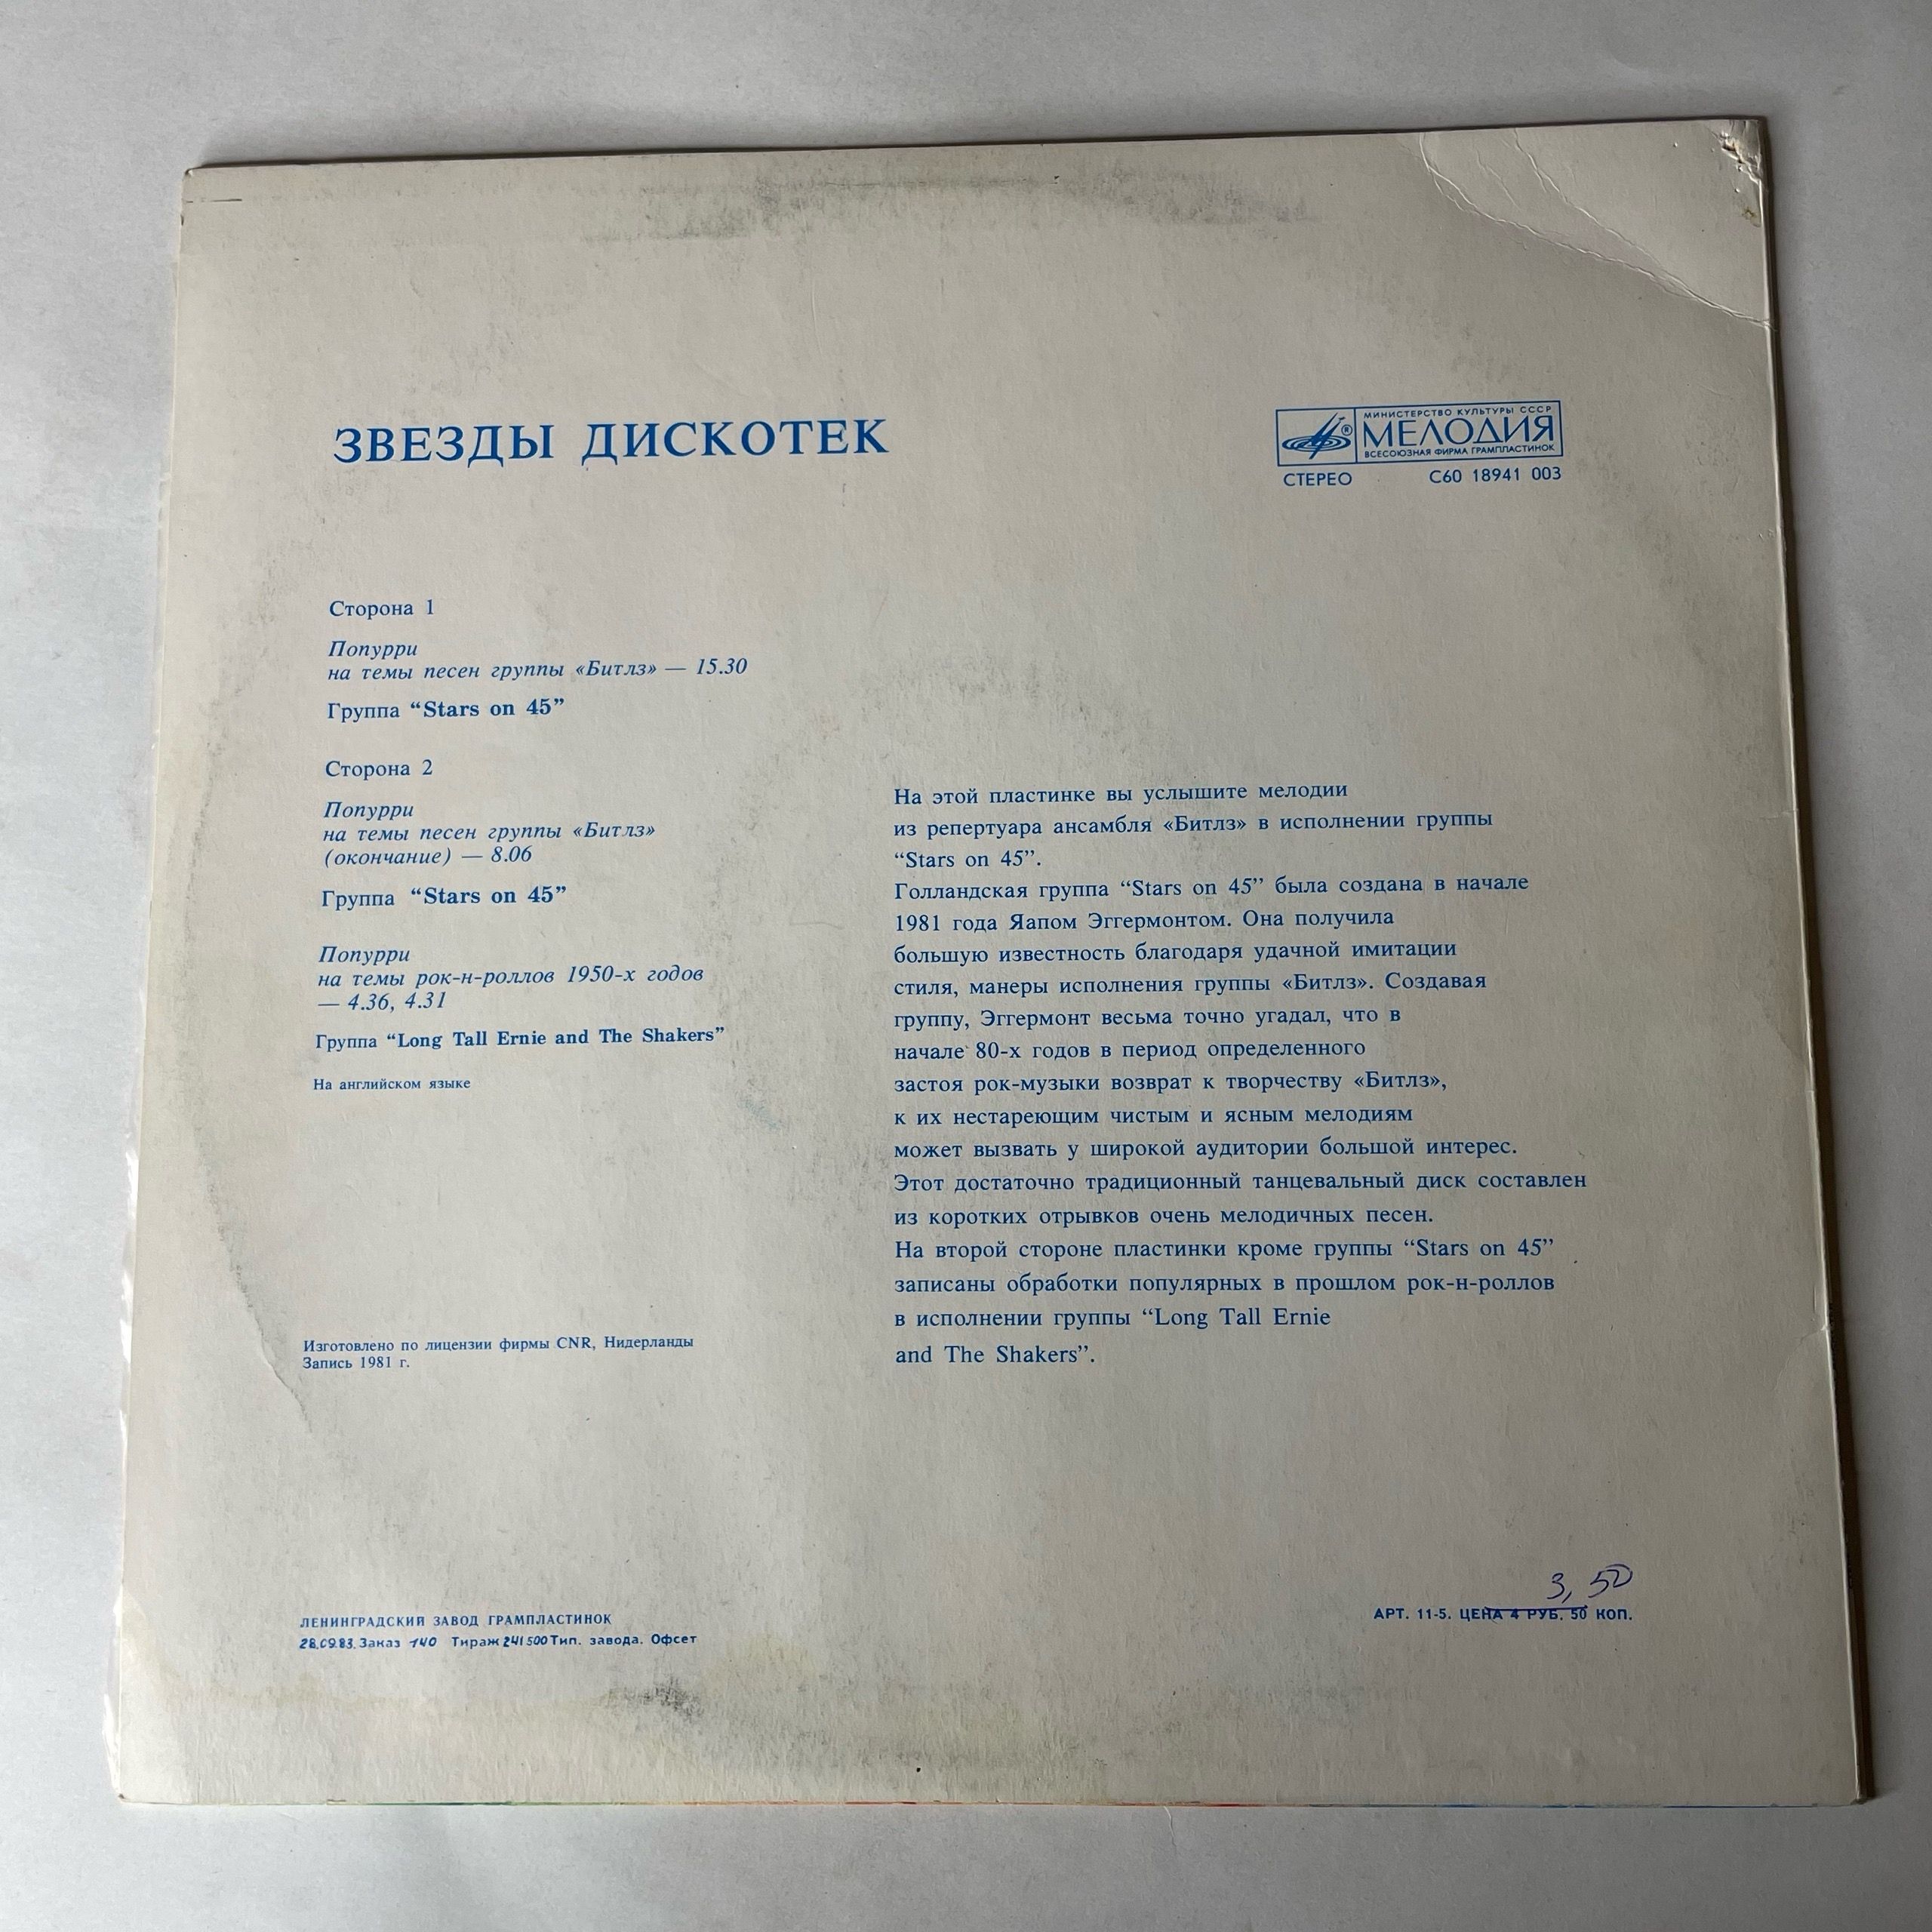 ЗВЕЗДЫ ДИСКОТЕК
МИНИСТЕРСТВО КУЛЬТУРЫ СССР
МЕЛОДИЯ
ВСЕСОЮЗНАЯ ФИРМА ГРАМПЛАСТИНОК
СТЕРЕО С60 18941 003
Сторона 1
Попурри
на темы песен группы «Битлз» — 15.30
Группа “Stars on 45”
Сторона 2
Попурри
на темы песен группы «Битлз»
(окончание) — 8.06
Группа “Stars on 45”
Попурри
на темы рок-н-роллов 1950-х годов
— 4.36, 4.31
Группа “Long Tall Ernie and The Shakers”
На английском языке
На этой пластинке вы услышите мелодии
из репертуара ансамбля «Битлз» в исполнении группы
“Stars on 45”.
Голландская группа “Stars on 45” была создана в начале
1981 года Яапом Эггермонтом. Она получила
большую известность благодаря удачной имитации
стиля, манеры исполнения группы «Битлз». Создавая
группу, Эггермонт весьма точно угадал, что в
начале 80-х годов в период определенного
застоя рок-музыки возврат к творчеству «Битлз»,
к их нестареющим чистым и ясным мелодиям
может вызвать у широкой аудитории большой интерес.
Этот достаточно традиционный танцевальный диск составлен
из коротких отрывков очень мелодичных песен.
На второй стороне пластинки кроме группы “Stars on 45”
записаны обработки популярных в прошлом рок-н-роллов
в исполнении группы “Long Tall Ernie
and The Shakers”.
Изготовлено по лицензии фирмы CNR, Нидерланды
Запись 1981 г.
ЛЕНИНГРАДСКИЙ ЗАВОД ГРАМПЛАСТИНОК
28.09.83. Заказ 140 Тираж 241500 Тип. завода. Офсет
3,50
АРТ. 11-5. ЦЕНА 4 РУБ. 50 КОП.